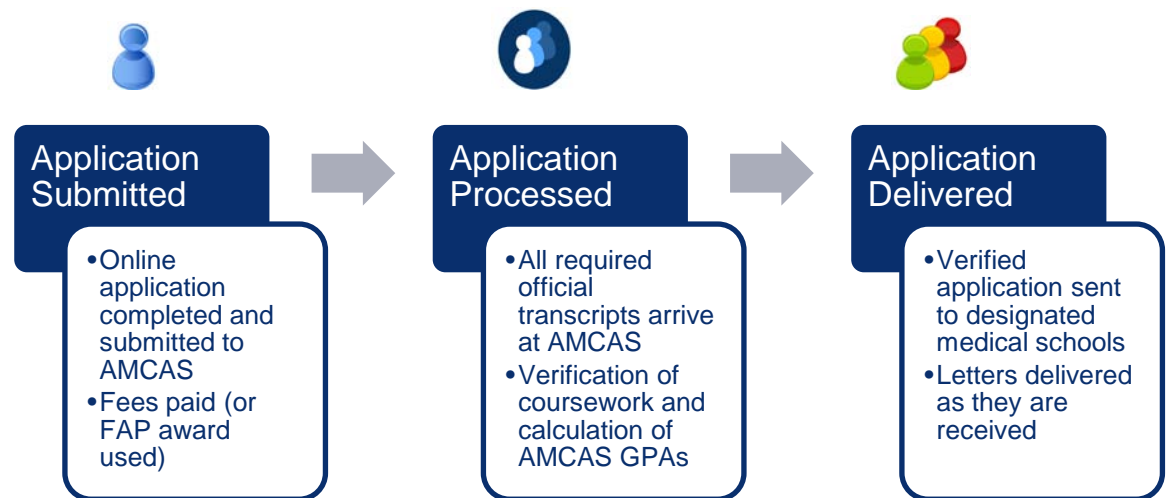 Application
Submitted
•Online
application
completed and
submitted to
AMCAS
•Fees paid (or
FAP award
used)
Application
Processed
•All required
official
transcripts arrive
at AMCAS
•Verification of
coursework and
calculation of
AMCAS GPAs
Application
Delivered
•Verified
application sent
to designated
medical schools
•Letters delivered
as they are
received